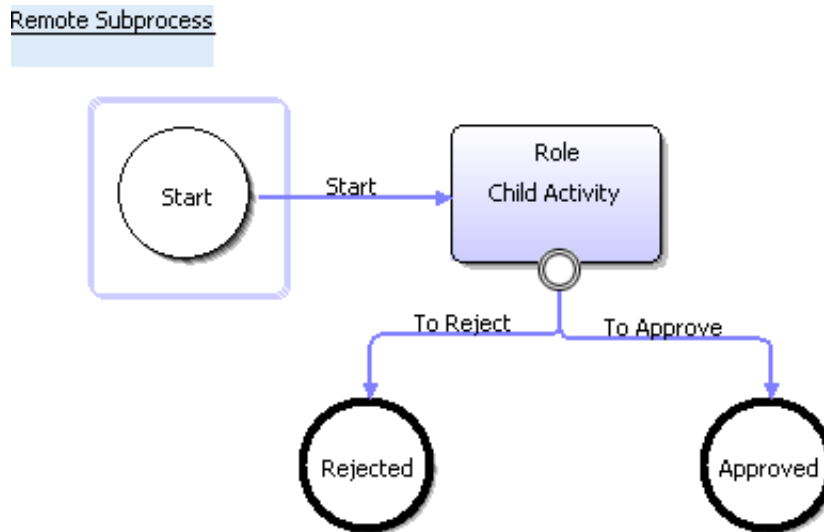 Remote Subprocess
Start
Start
Role
Child Activity
To Reject
To Approve
Rejected
Approved